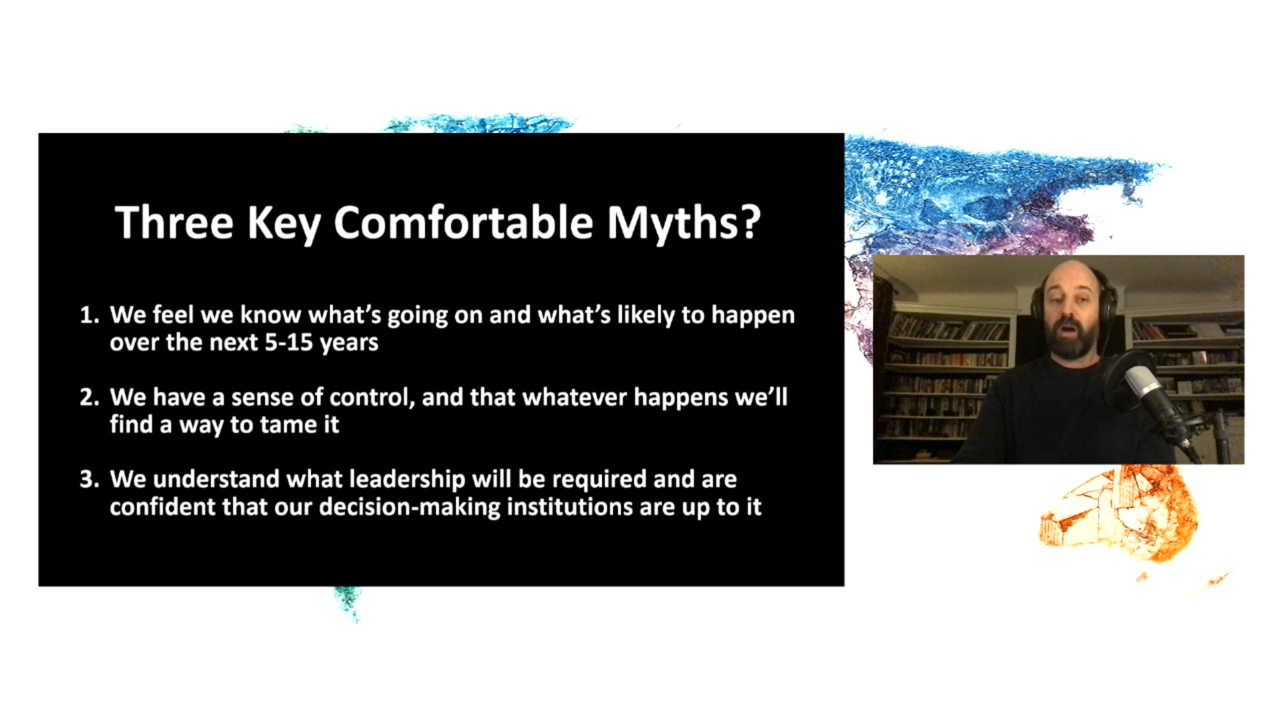 Three Key Comfortable Myths?
1. We feel we know what's going on and what's likely to happen
over the next 5-15 years
2. We have a sense of control, and that whatever happens we'll
find a way to tame it
3. We understand what leadership will be required and are
confident that our decision-making institutions are up to it